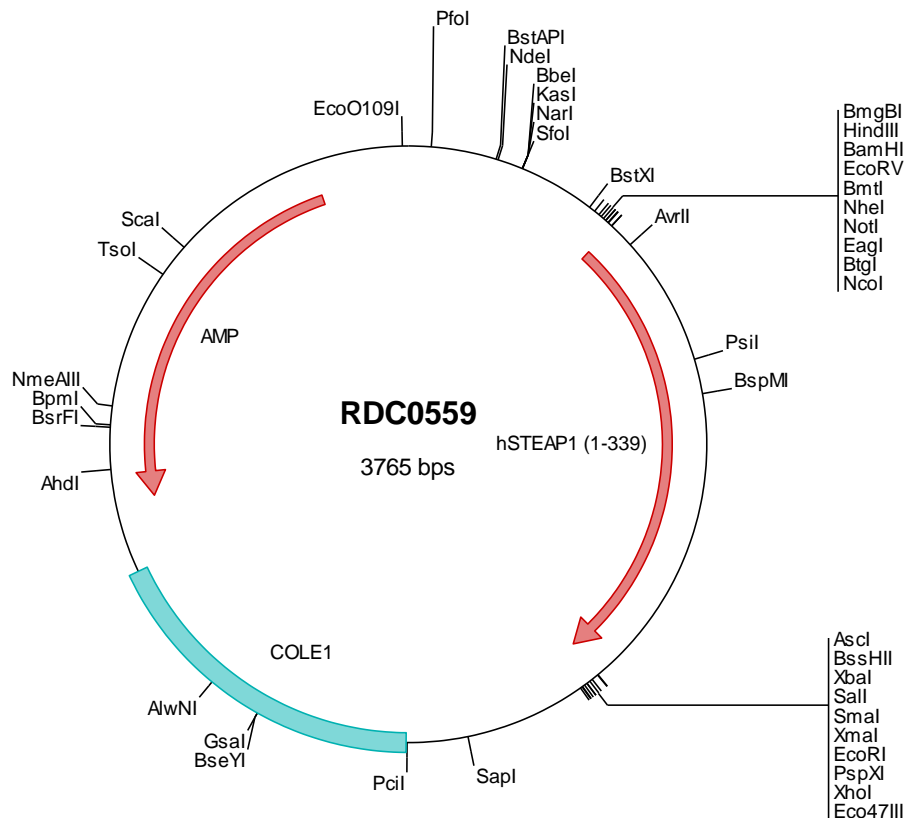 PfoI
BstAPI
NdeI
BbeI
KasI
NarI
SfoI
EcoO109I
BstXI
BmgBI
HindIII
BamHI
EcoRV
BmtI
NheI
NotI
EagI
BtgI
NcoI
AvrII
ScaI
TsoI
AMP
PsiI
BspMI
NmeAIII
BpmI
BsrFI
RDC0559
3765 bps
hSTEAP1 (1-339)
AhdI
COLE1
AlwNI
GsaI
BseYI
PciI
SapI
AscI
BssHII
XbaI
SalI
SmaI
XmaI
EcoRI
PspXI
XhoI
Eco47III